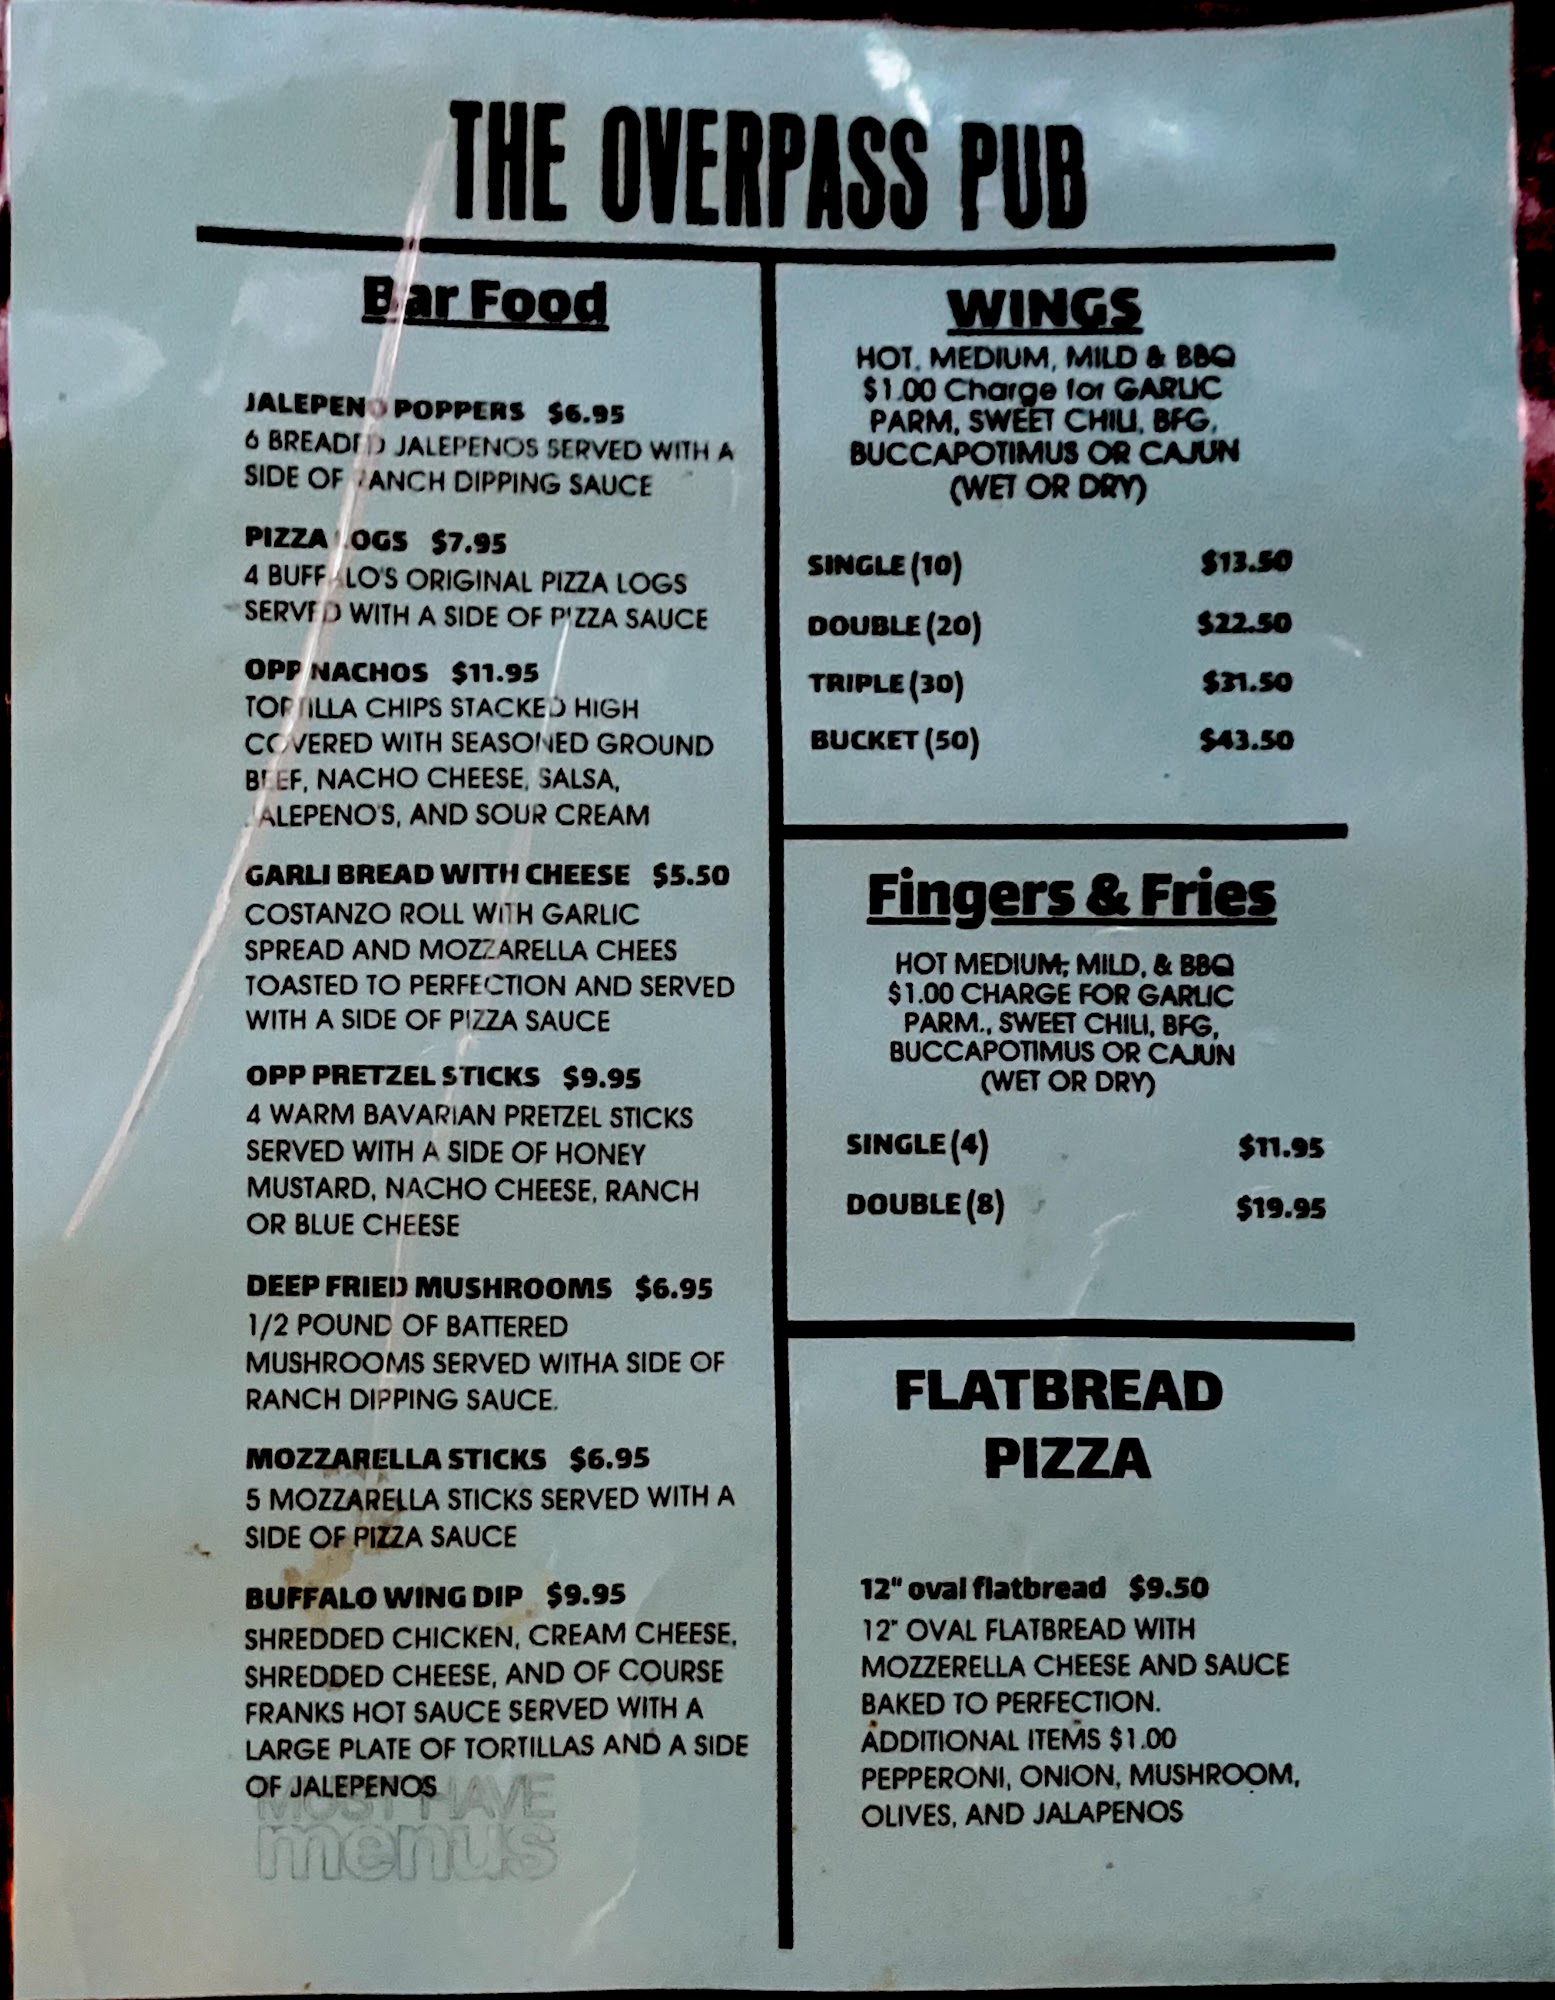 THE OVERPASS PUB
Bar Food
JALEPENO POPPERS $6.95
6 BREADED JALEPENOS SERVED WITH A
SIDE OF RANCH DIPPING SAUCE
PIZZA LOGS $7.95
4 BUFFALO'S ORIGINAL PIZZA LOGS
SERVED WITH A SIDE OF PIZZA SAUCE
OPP NACHOS $11.95
TORTILLA CHIPS STACKED HIGH
COVERED WITH SEASONED GROUND
BEEF, NACHO CHEESE, SALSA,
JALEPENO'S, AND SOUR CREAM
GARLI BREAD WITH CHEESE $5.50
COSTANZO ROLL WITH GARLIC
SPREAD AND MOZZARELLA CHEES
TOASTED TO PERFECTION AND SERVED
WITH A SIDE OF PIZZA SAUCE
OPP PRETZEL STICKS $9.95
4 WARM BAVARIAN PRETZEL STICKS
SERVED WITH A SIDE OF HONEY
MUSTARD, NACHO CHEESE, RANCH
OR BLUE CHEESE
DEEP FRIED MUSHROOMS $6.95
1/2 POUND OF BATTERED
MUSHROOMS SERVED WITHA SIDE OF
RANCH DIPPING SAUCE.
MOZZARELLA STICKS $6.95
5 MOZZARELLA STICKS SERVED WITH A
SIDE OF PIZZA SAUCE
BUFFALO WING DIP $9.95
SHREDDED CHICKEN, CREAM CHEESE,
SHREDDED CHEESE, AND OF COURSE
FRANKS HOT SAUCE SERVED WITH A
LARGE PLATE OF TORTILLAS AND A SIDE
OF JALEPENOS
MUST HAVE
menus
WINGS
HOT, MEDIUM, MILD & BBQ
$1.00 Charge for GARLIC
PARM, SWEET CHILI, BFG,
BUCCAPOTIMUS OR CAJUN
(WET OR DRY)
SINGLE (10) $13.50
DOUBLE (20) $22.50
TRIPLE (30) $31.50
BUCKET (50) $43.50
Fingers & Fries
HOT MEDIUM, MILD, & BBQ
$1.00 CHARGE FOR GARLIC
PARM., SWEET CHILI, BFG,
BUCCAPOTIMUS OR CAJUN
(WET OR DRY)
SINGLE (4) $11.95
DOUBLE (8) $19.95
FLATBREAD
PIZZA
12" oval flatbread $9.50
12" OVAL FLATBREAD WITH
MOZZERELLA CHEESE AND SAUCE
BAKED TO PERFECTION.
ADDITIONAL ITEMS $1.00
PEPPERONI, ONION, MUSHROOM,
OLIVES, AND JALAPENOS